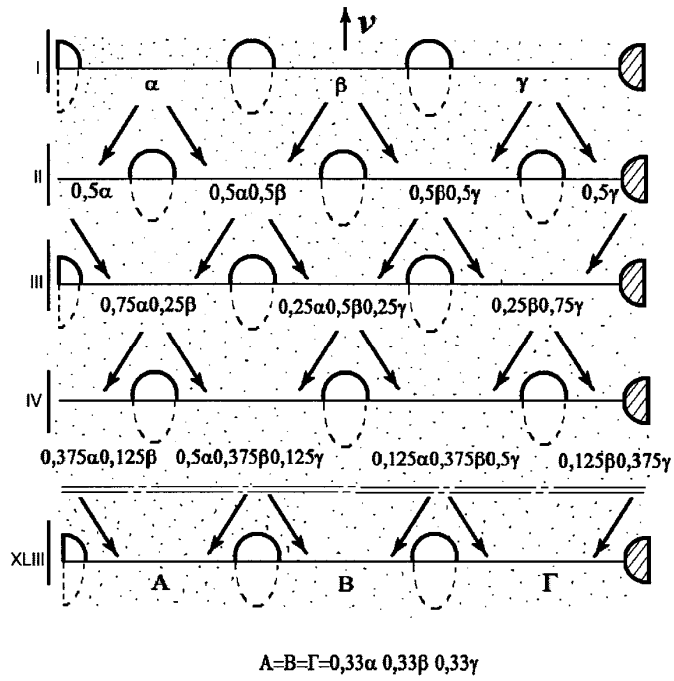 ν
I
α β γ
II
0,5α 0,5α0,5β 0,5β0,5γ 0,5γ
III
0,75α0,25β 0,25α0,5β0,25γ 0,25β0,75γ
IV
0,375α0,125β 0,5α0,375β0,125γ 0,125α0,375β0,5γ 0,125β0,375γ
XLIII
Α Β Γ
Α=Β=Γ=0,33α 0,33β 0,33γ